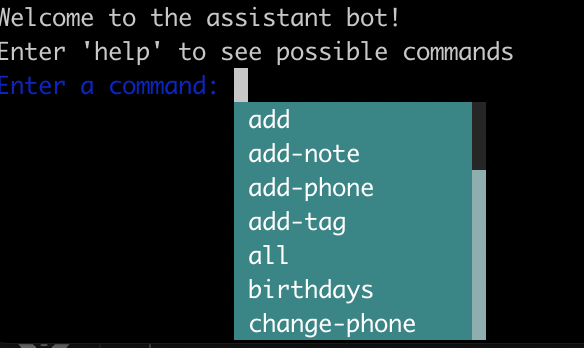 Welcome to the assistant bot!
Enter 'help' to see possible commands
Enter a command:
add
add-note
add-phone
add-tag
all
birthdays
change-phone